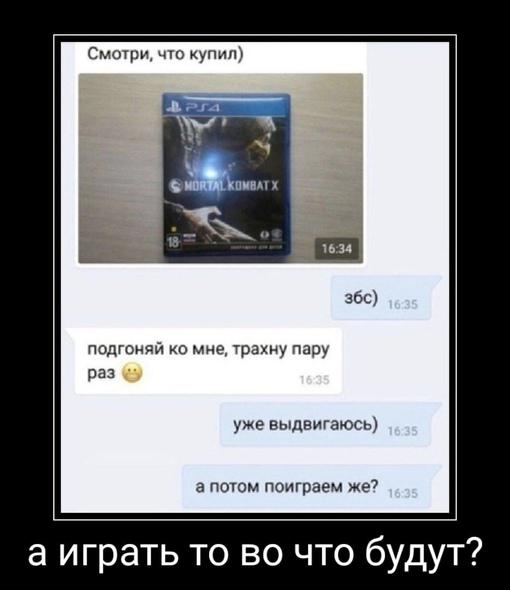 Смотри, что купил)
PS4
MORTAL KOMBAT X
18
16:34
збс) 16:35
подгоняй ко мне, трахну пару
раз 😬 16:35
уже выдвигаюсь) 16:35
а потом поиграем же? 16:35
а играть то во что будут?